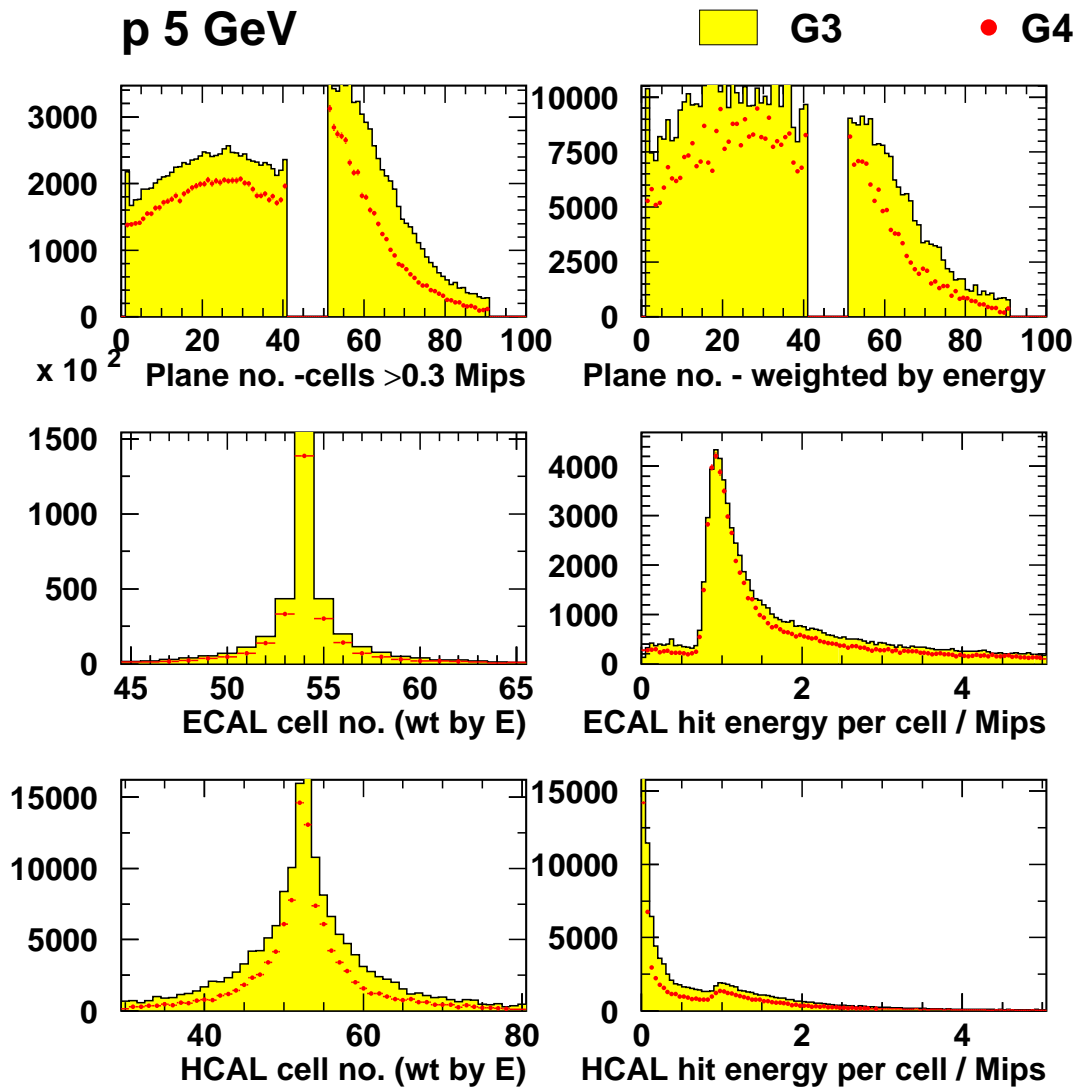 p 5 GeV
G3
G4
3000
2000
1000
0
0 20 40 60 80 100
Plane no. -cells >0.3 Mips
10000
7500
5000
2500
0
0 20 40 60 80 100
Plane no. - weighted by energy
x 10 2
1500
1000
500
0
45 50 55 60 65
ECAL cell no. (wt by E)
4000
3000
2000
1000
0
0 2 4
ECAL hit energy per cell / Mips
15000
10000
5000
0
40 60 80
HCAL cell no. (wt by E)
15000
10000
5000
0
0 2 4
HCAL hit energy per cell / Mips